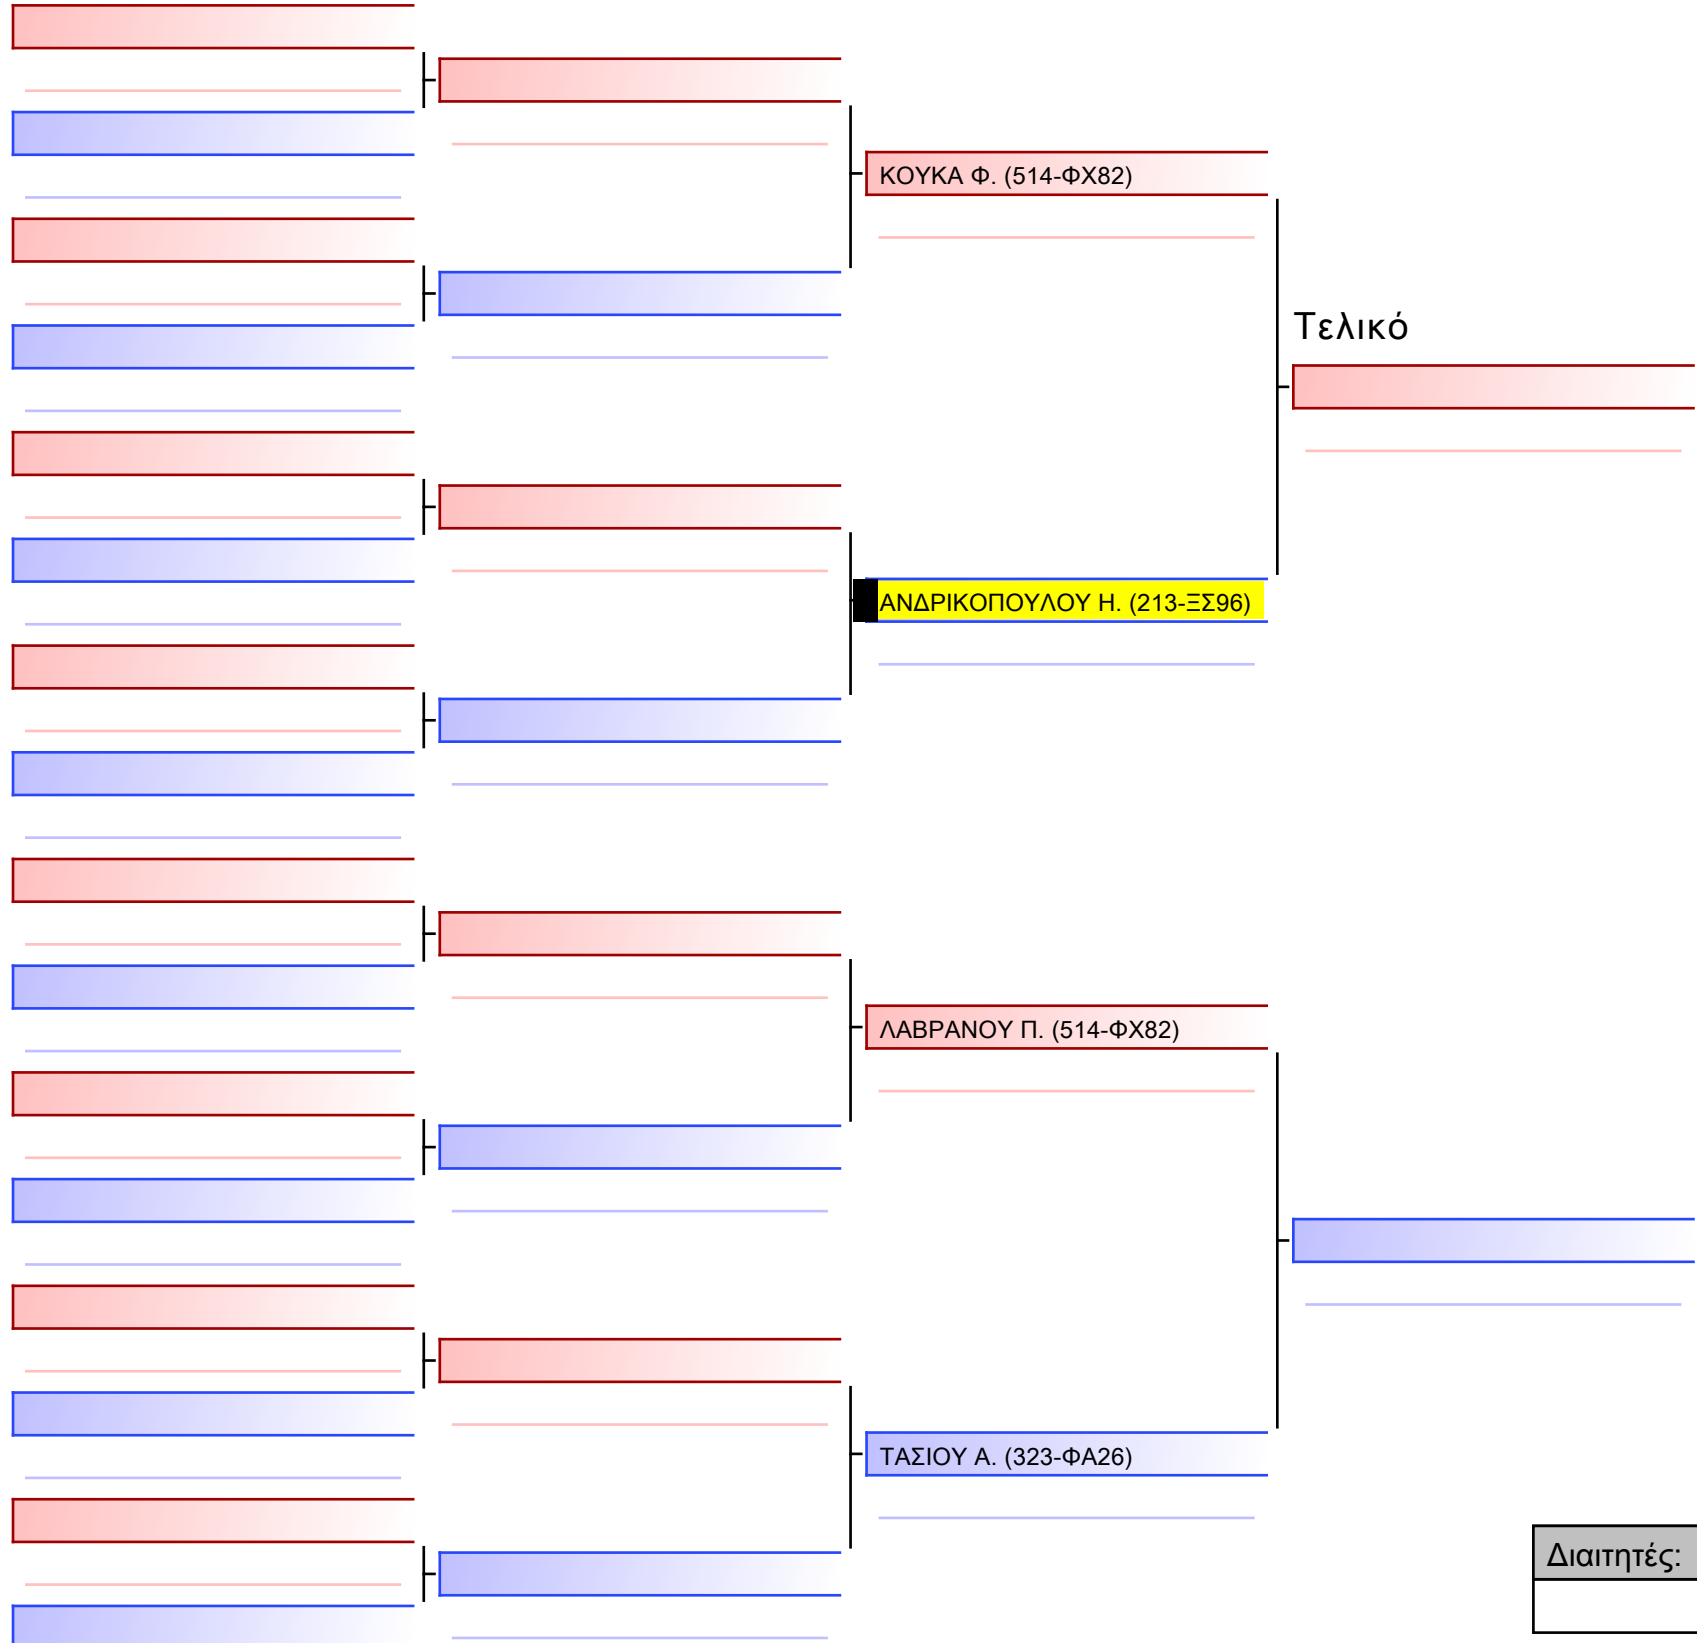 ΚΟΥΚΑ Φ. (514-ΦΧ82)
Τελικό
ΑΝΔΡΙΚΟΠΟΥΛΟΥ Η. (213-ΞΣ96)
ΛΑΒΡΑΝΟΥ Π. (514-ΦΧ82)
ΤΑΣΙΟΥ Α. (323-ΦΑ26)
Διαιτητές: